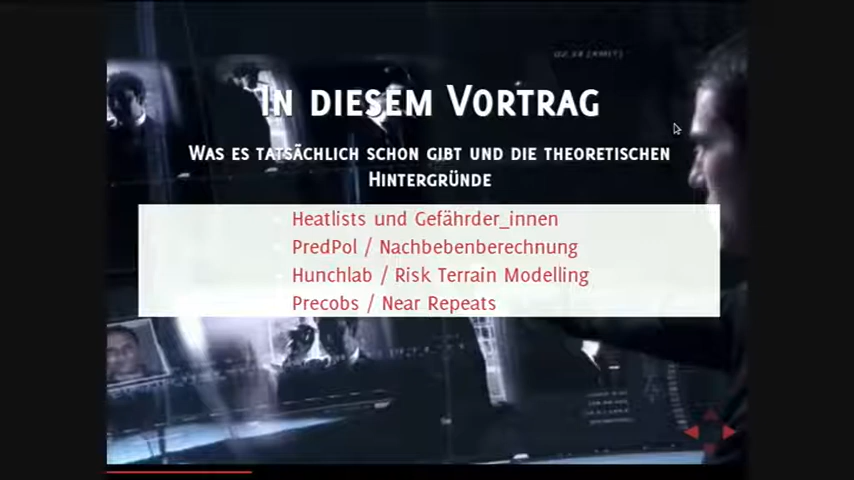 In diesem Vortrag
Was es tatsächlich schon gibt und die theoretischen
Hintergründe
Heatlists und Gefährder_innen
PredPol / Nachbebenberechnung
Hunchlab / Risk Terrain Modelling
Precobs / Near Repeats